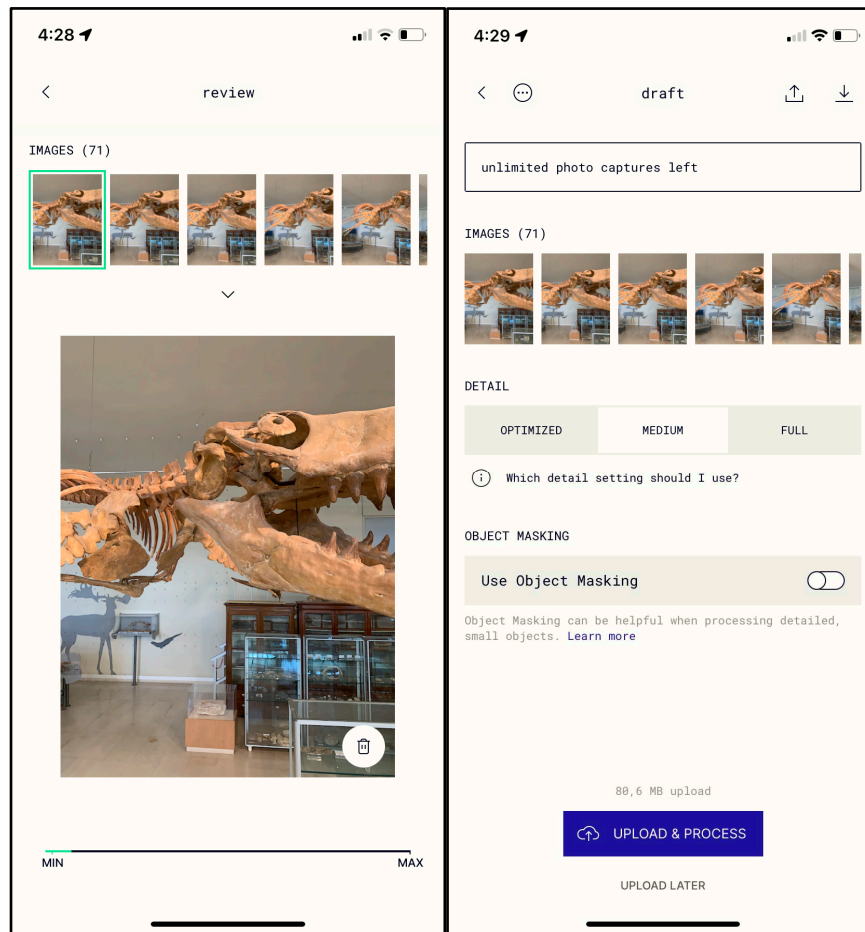 4:28
review
IMAGES (71)
MIN
MAX
4:29
draft
unlimited photo captures left
IMAGES (71)
DETAIL
OPTIMIZED
MEDIUM
FULL
Which detail setting should I use?
OBJECT MASKING
Use Object Masking
Object Masking can be helpful when processing detailed,
small objects. Learn more
80,6 MB upload
UPLOAD & PROCESS
UPLOAD LATER